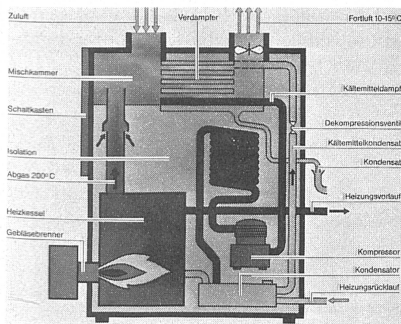 Zuluft
Verdampfer
Fortluft 10-15°C
Mischkammer
Kältemitteldampf
Schaltkasten
Dekompressionsventil
Kältemittelkondensat
Isolation
Kondensat
Abgas 200°C
Heizungsvorlauf
Heizkessel
Gebläsebrenner
Kompressor
Kondensator
Heizungsrücklauf